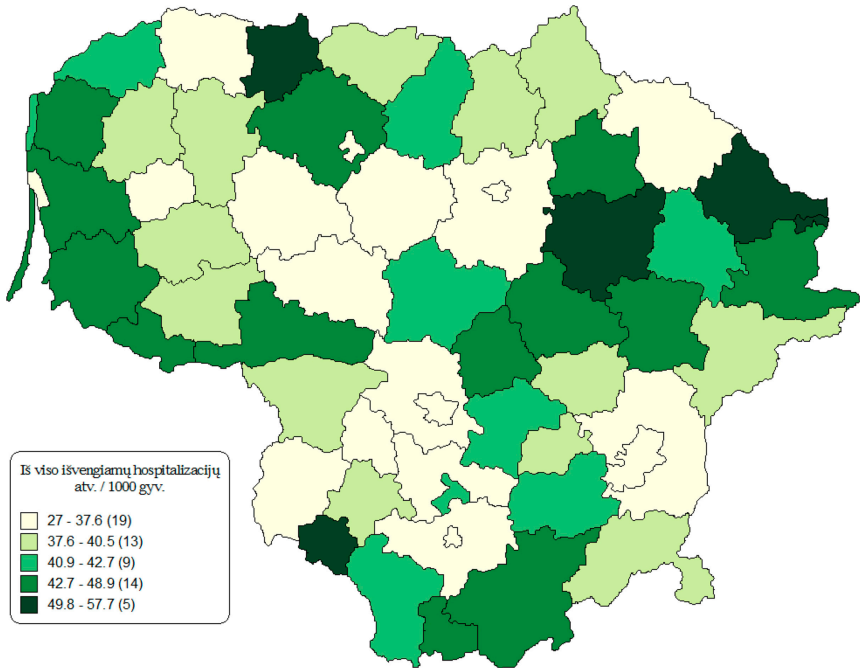 Iš viso išvengiamų hospitalizacijų
atv. / 1000 gyv.
27 - 37.6 (19)
37.6 - 40.5 (13)
40.9 - 42.7 (9)
42.7 - 48.9 (14)
49.8 - 57.7 (5)